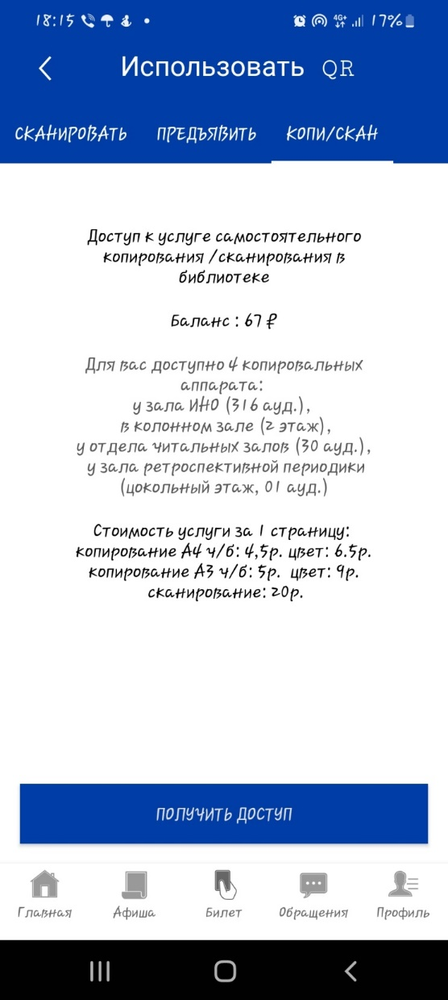 18:15 4G+ 17%
Использовать QR
СКАНИРОВАТЬ ПРЕДЪЯВИТЬ КОПИ/СКАН
Доступ к услуге самостоятельного
копирования /сканирования в
библиотеке
Баланс : 67 ₽
Для вас доступно 4 копировальных
аппарата:
у зала ИНО (316 ауд.),
в колонном зале (2 этаж),
у отдела читальных залов (30 ауд.),
у зала ретроспективной периодики
(цокольный этаж, 01 ауд.)
Стоимость услуги за 1 страницу:
копирование А4 ч/б: 4,5р. цвет: 6.5р.
копирование А3 ч/б: 5р. цвет: 9р.
сканирование: 20р.
ПОЛУЧИТЬ ДОСТУП
Главная Афиша Билет Обращения Профиль